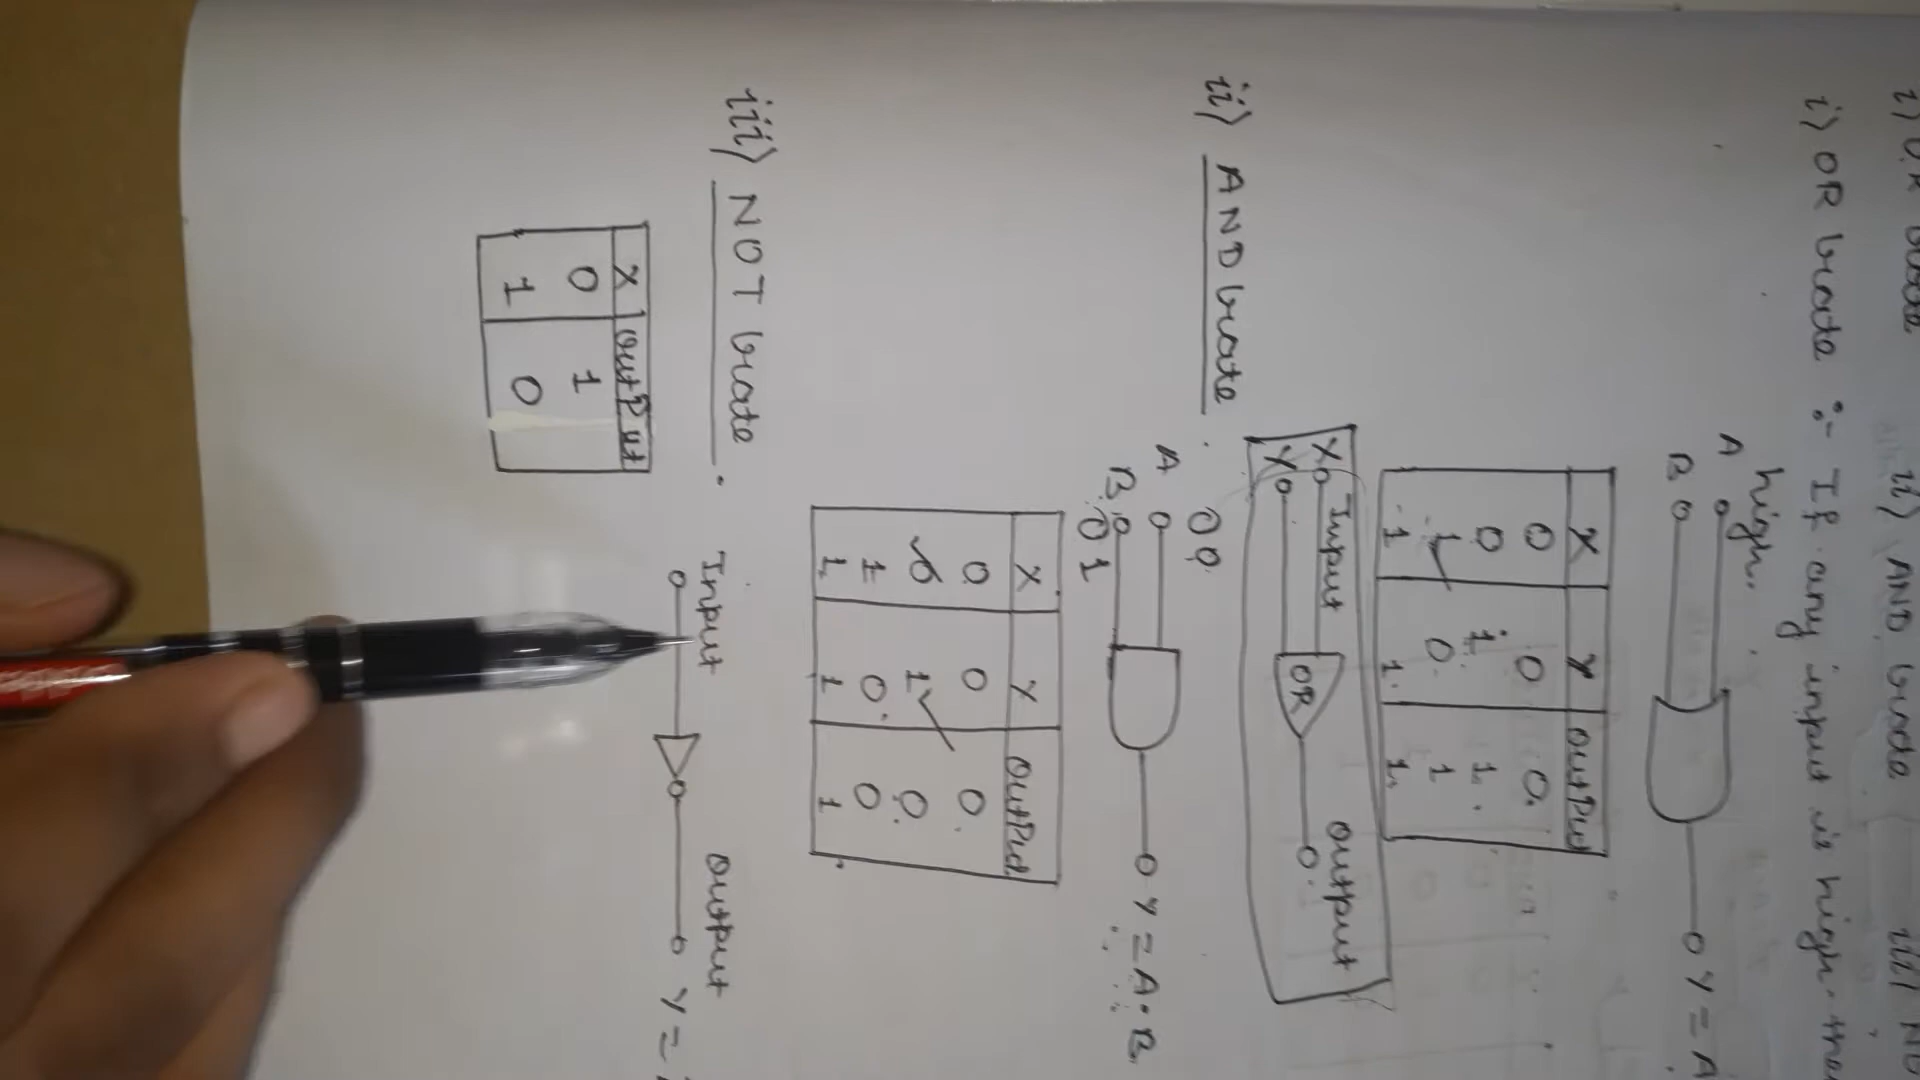 i) OR Gate ii) AND Gate iii) NO
i) OR Gate :- If any input is high. the
high.
A
B
Y = A
X Y OutPut
0 0 0.
0 1 1.
1 0. 1
1 1. 1.
X Input Output
Y OR
ii) AND Gate.
0 0
A
B
0 1
Y = A.B
X Y OutPut
0 0 0.
0 1 0.
1 0. 0
1 1 1
iii) NOT Gate.
Input Output
Y =
X OutPut
0 1
1 0